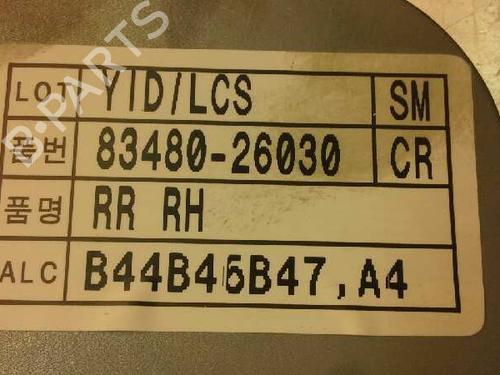 LOT YID/LCS SM
품번 83480-26030 CR
품명 RR RH
ALC B44B46B47,A4
B-PARTS